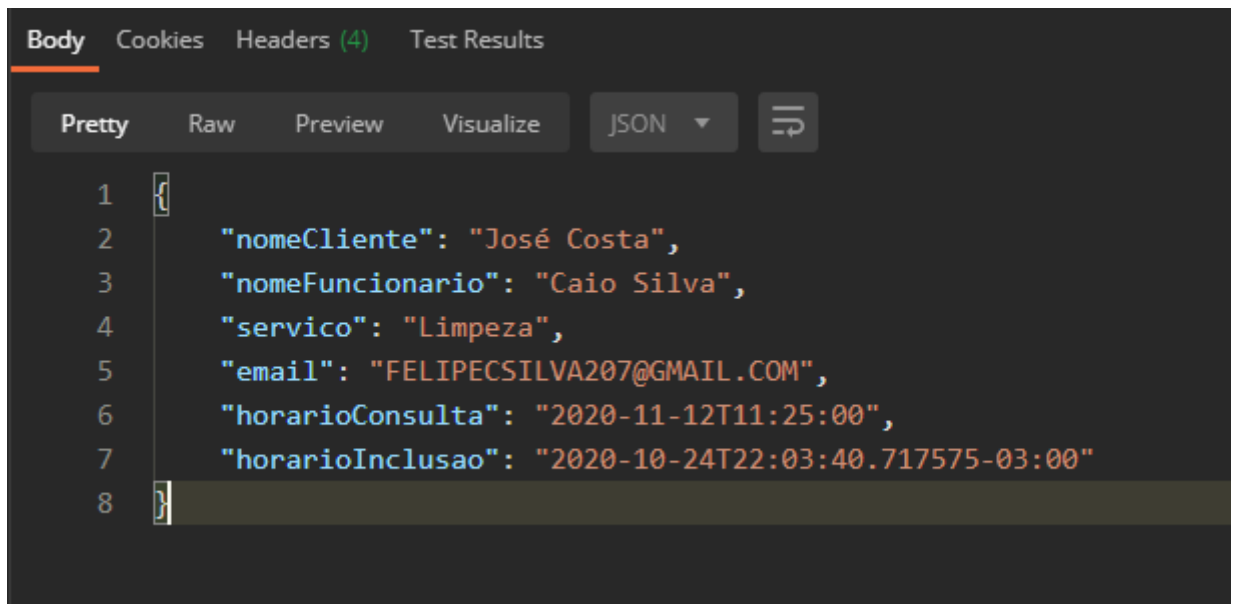 Body Cookies Headers (4) Test Results
Pretty Raw Preview Visualize JSON
1 {
2 "nomeCliente": "José Costa",
3 "nomeFuncionario": "Caio Silva",
4 "servico": "Limpeza",
5 "email": "FELIPECSILVA207@GMAIL.COM",
6 "horarioConsulta": "2020-11-12T11:25:00",
7 "horarioInclusao": "2020-10-24T22:03:40.717575-03:00"
8 }